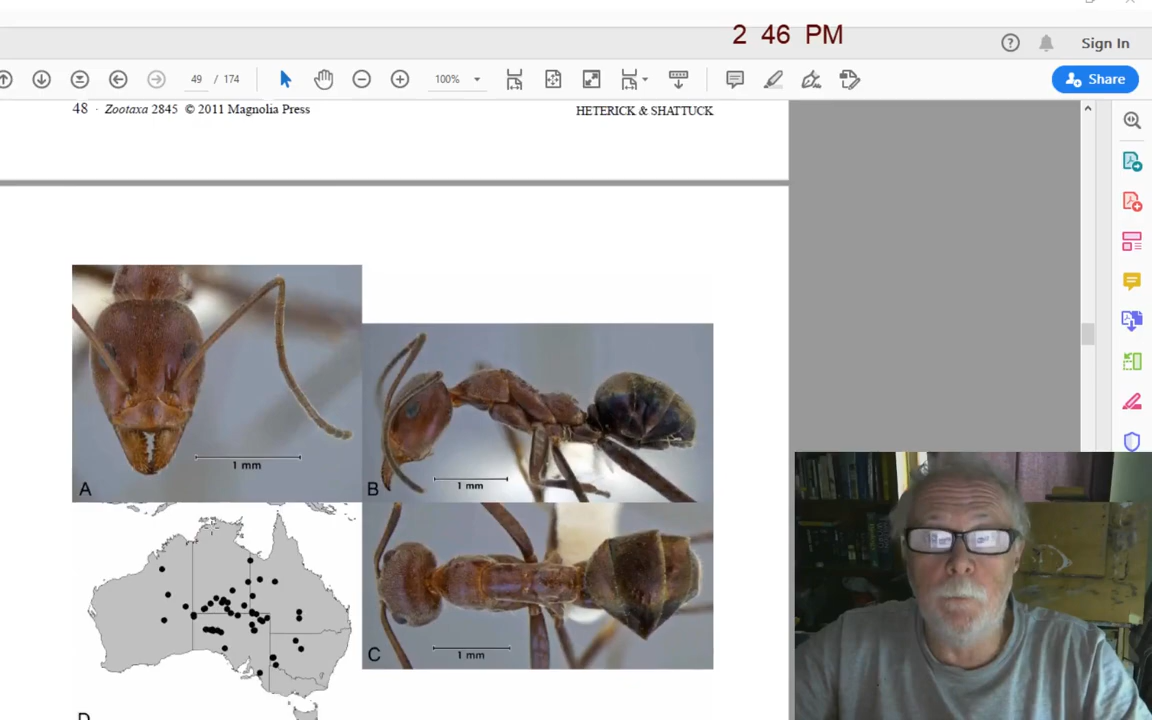 2 46 PM
Sign In
49 / 174
100%
Share
48 · Zootaxa 2845 © 2011 Magnolia Press
HETERICK & SHATTUCK
1 mm
A
1 mm
B
1 mm
C
D